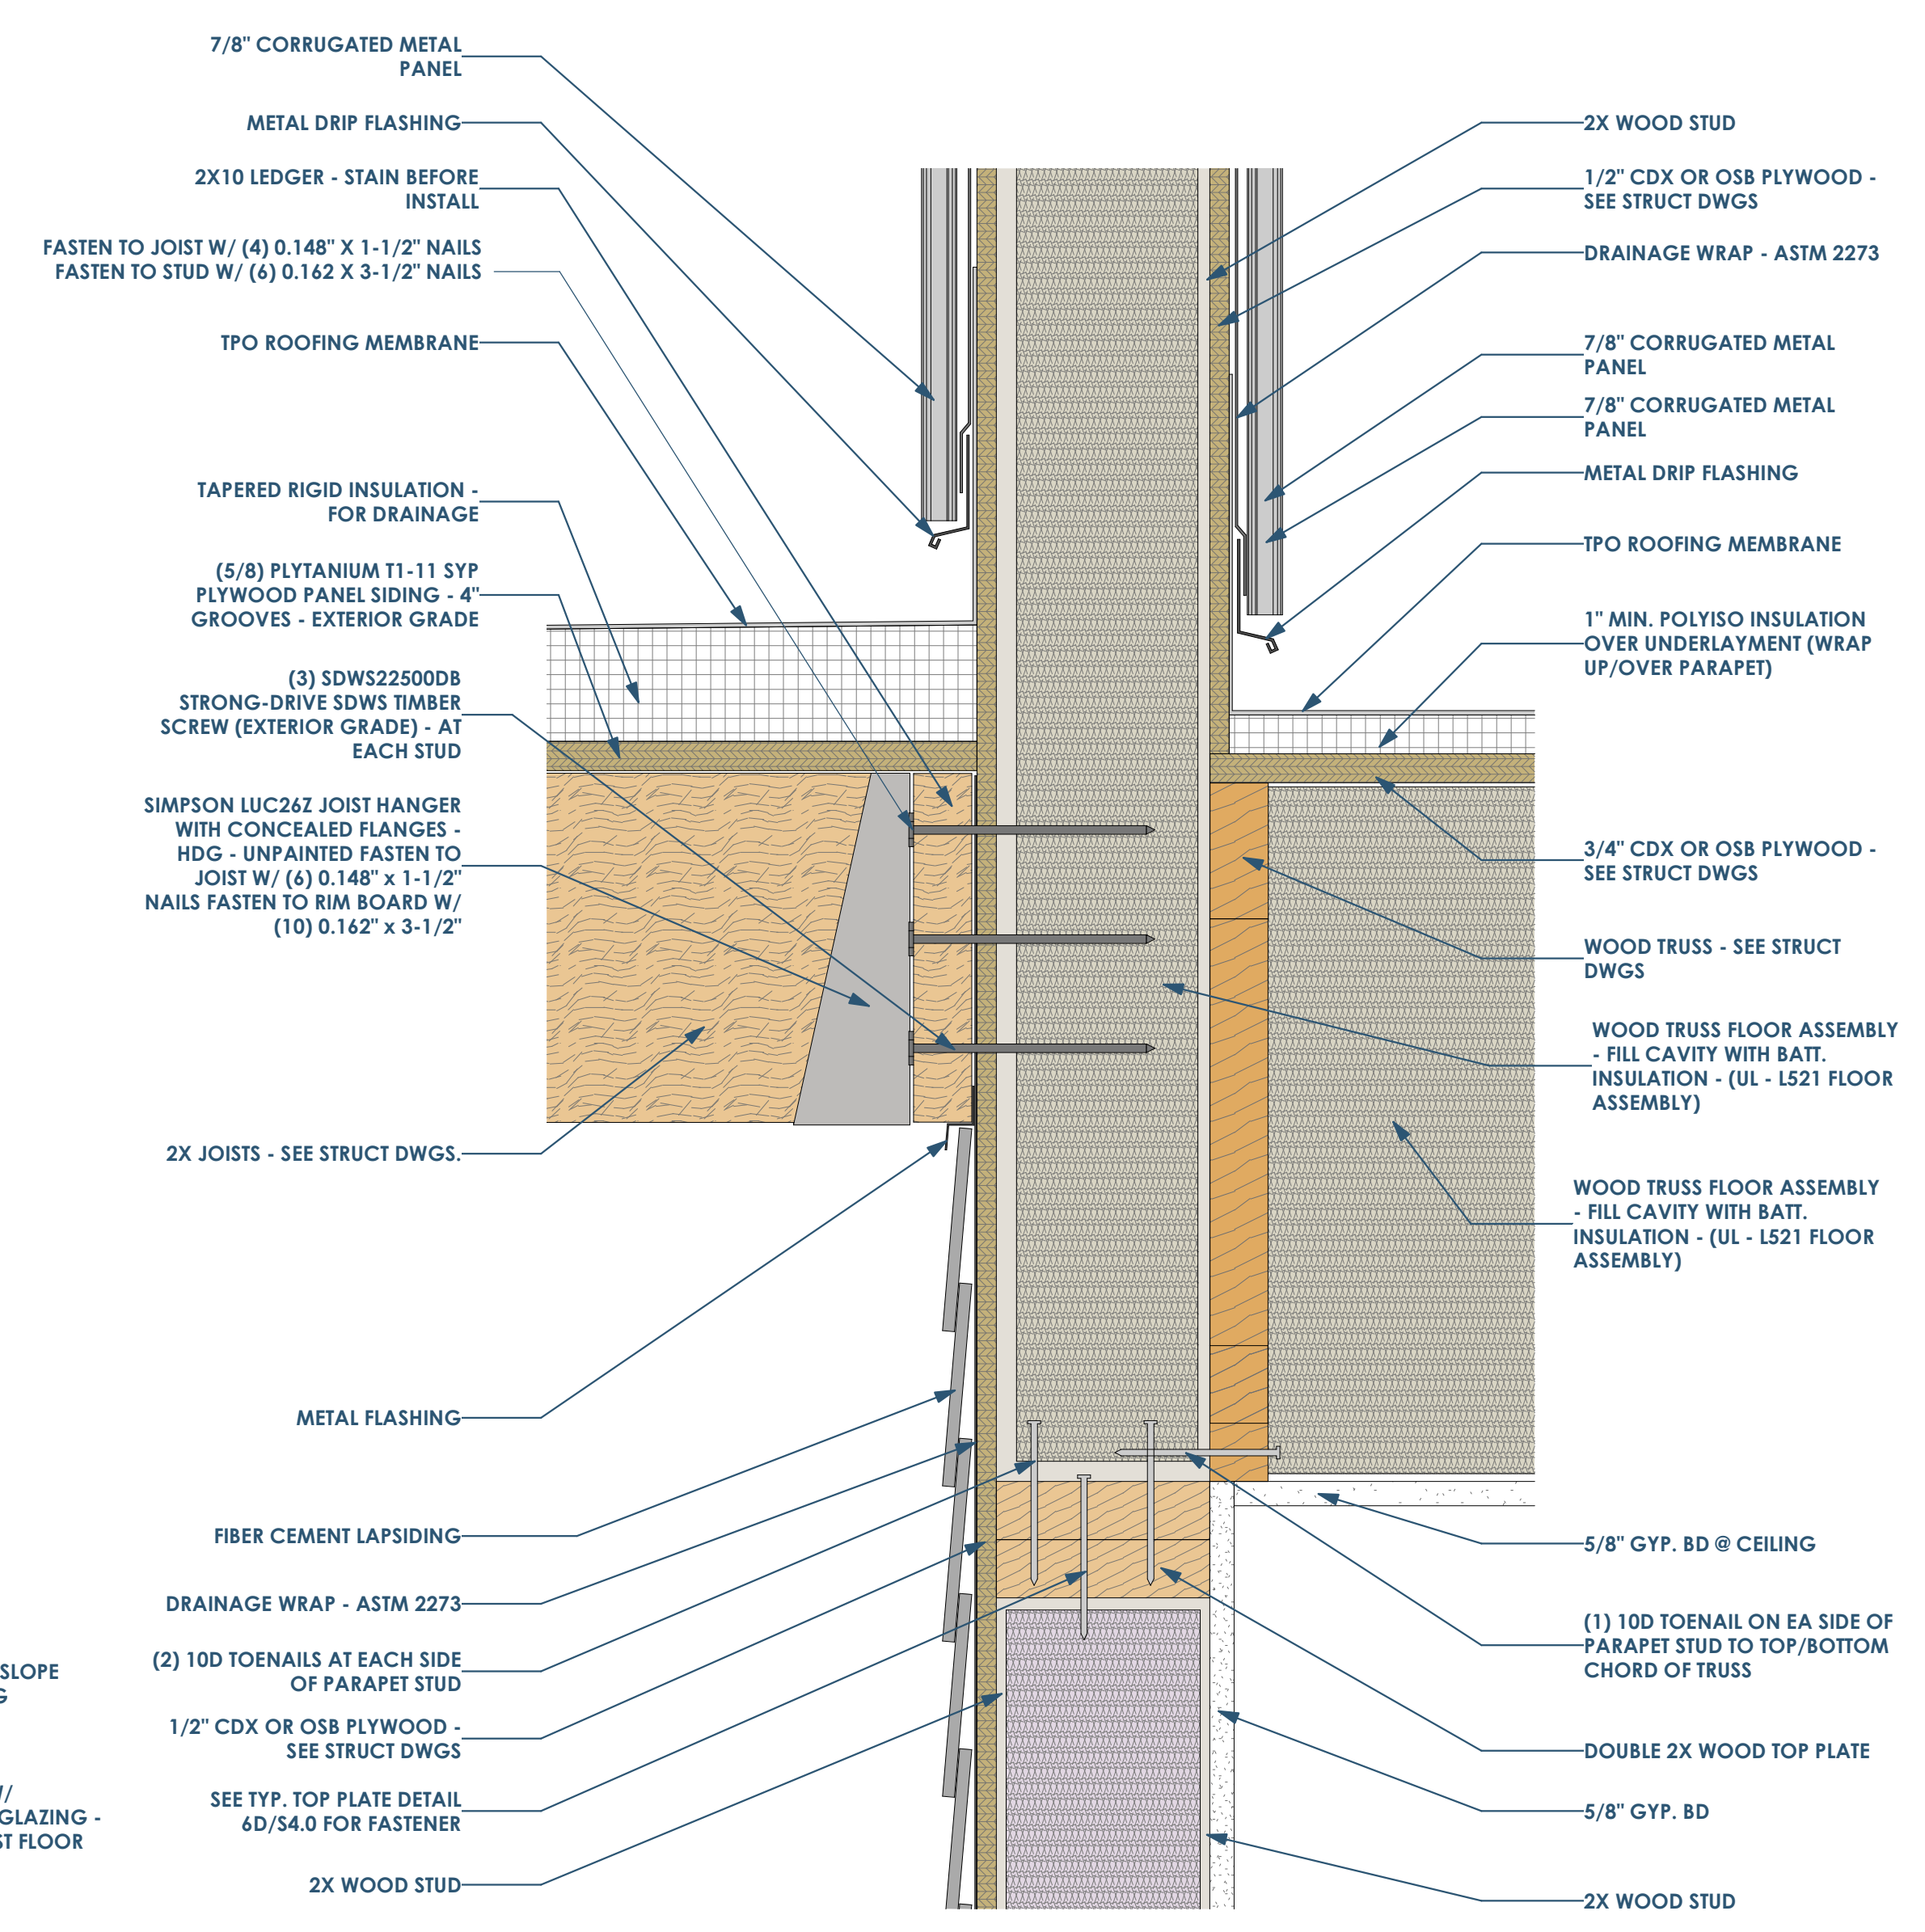 7/8" CORRUGATED METAL
PANEL
METAL DRIP FLASHING
2X10 LEDGER - STAIN BEFORE
INSTALL
FASTEN TO JOIST W/ (4) 0.148" X 1-1/2" NAILS
FASTEN TO STUD W/ (6) 0.162 X 3-1/2" NAILS
TPO ROOFING MEMBRANE
TAPERED RIGID INSULATION -
FOR DRAINAGE
(5/8) PLYTANIUM T1-11 SYP
PLYWOOD PANEL SIDING - 4"
GROOVES - EXTERIOR GRADE
(3) SDWS22500DB
STRONG-DRIVE SDWS TIMBER
SCREW (EXTERIOR GRADE) - AT
EACH STUD
SIMPSON LUC26Z JOIST HANGER
WITH CONCEALED FLANGES -
HDG - UNPAINTED FASTEN TO
JOIST W/ (6) 0.148" x 1-1/2"
NAILS FASTEN TO RIM BOARD W/
(10) 0.162" x 3-1/2"
2X JOISTS - SEE STRUCT DWGS.
METAL FLASHING
FIBER CEMENT LAPSIDING
DRAINAGE WRAP - ASTM 2273
(2) 10D TOENAILS AT EACH SIDE
OF PARAPET STUD
1/2" CDX OR OSB PLYWOOD -
SEE STRUCT DWGS
SEE TYP. TOP PLATE DETAIL
6D/S4.0 FOR FASTENER
2X WOOD STUD
SLOPE
GLAZING -
FLOOR
2X WOOD STUD
1/2" CDX OR OSB PLYWOOD -
SEE STRUCT DWGS
DRAINAGE WRAP - ASTM 2273
7/8" CORRUGATED METAL
PANEL
7/8" CORRUGATED METAL
PANEL
METAL DRIP FLASHING
TPO ROOFING MEMBRANE
1" MIN. POLYISO INSULATION
OVER UNDERLAYMENT (WRAP
UP/OVER PARAPET)
3/4" CDX OR OSB PLYWOOD -
SEE STRUCT DWGS
WOOD TRUSS - SEE STRUCT
DWGS
WOOD TRUSS FLOOR ASSEMBLY
- FILL CAVITY WITH BATT.
INSULATION - (UL - L521 FLOOR
ASSEMBLY)
WOOD TRUSS FLOOR ASSEMBLY
- FILL CAVITY WITH BATT.
INSULATION - (UL - L521 FLOOR
ASSEMBLY)
5/8" GYP. BD @ CEILING
(1) 10D TOENAIL ON EA SIDE OF
PARAPET STUD TO TOP/BOTTOM
CHORD OF TRUSS
DOUBLE 2X WOOD TOP PLATE
5/8" GYP. BD
2X WOOD STUD